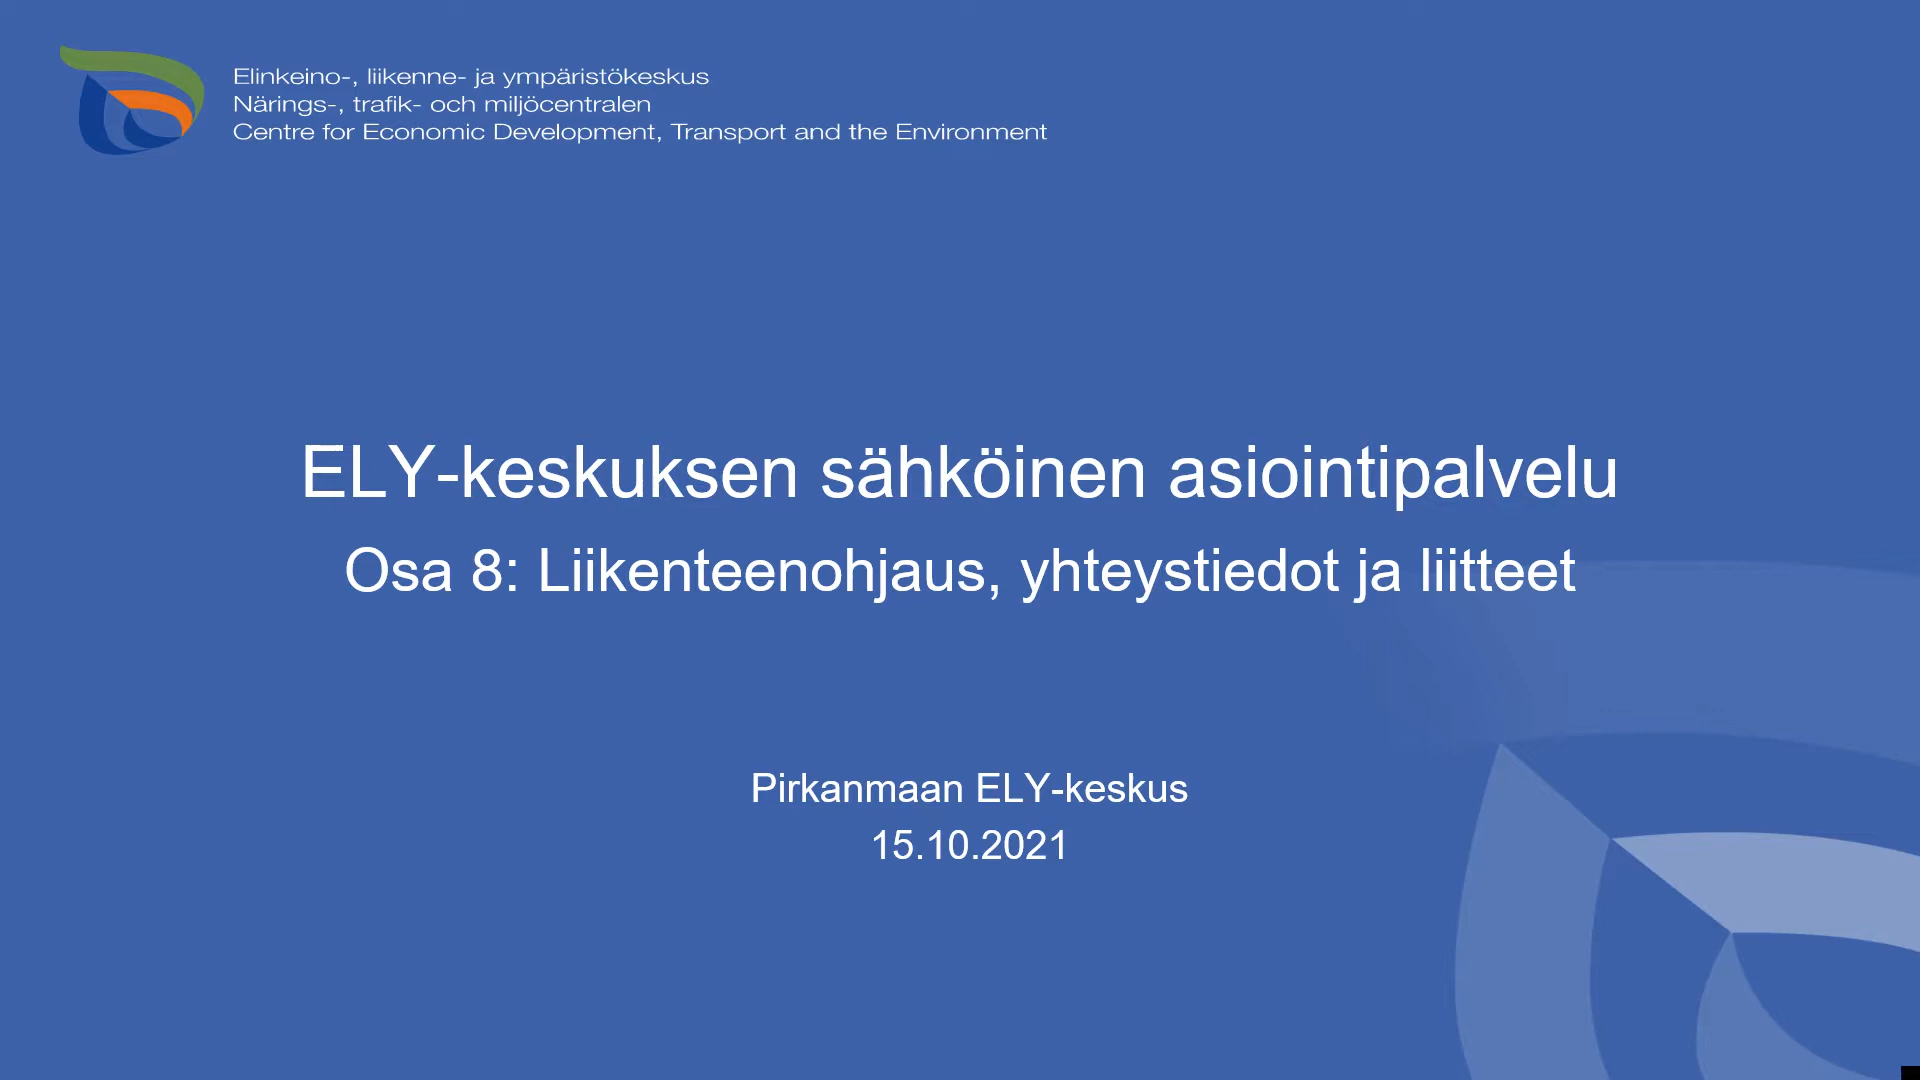 Elinkeino-, liikenne- ja ympäristökeskus
Närings-, trafik- och miljöcentralen
Centre for Economic Development, Transport and the Environment
ELY-keskuksen sähköinen asiointipalvelu
Osa 8: Liikenteenohjaus, yhteystiedot ja liitteet
Pirkanmaan ELY-keskus
15.10.2021